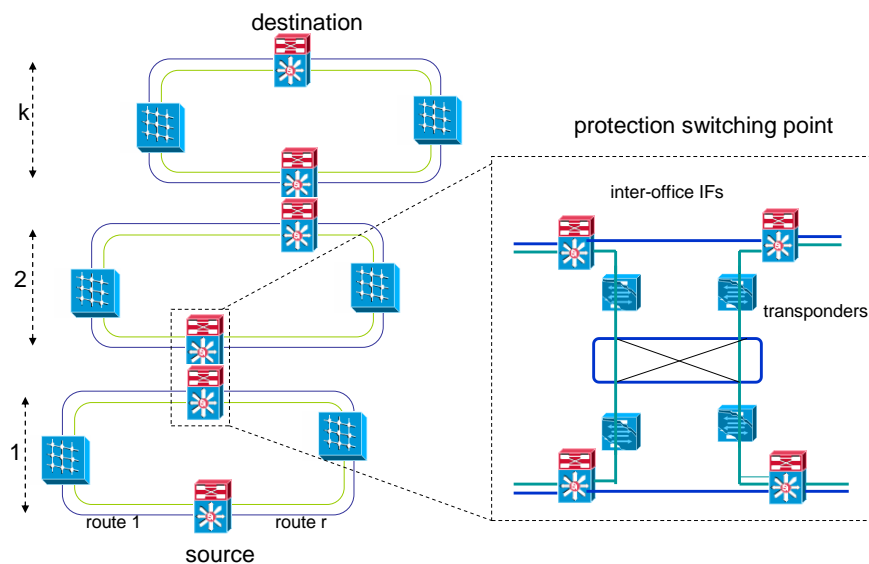 destination
k
protection switching point
inter-office IFs
2
transponders
1
route 1
route r
source